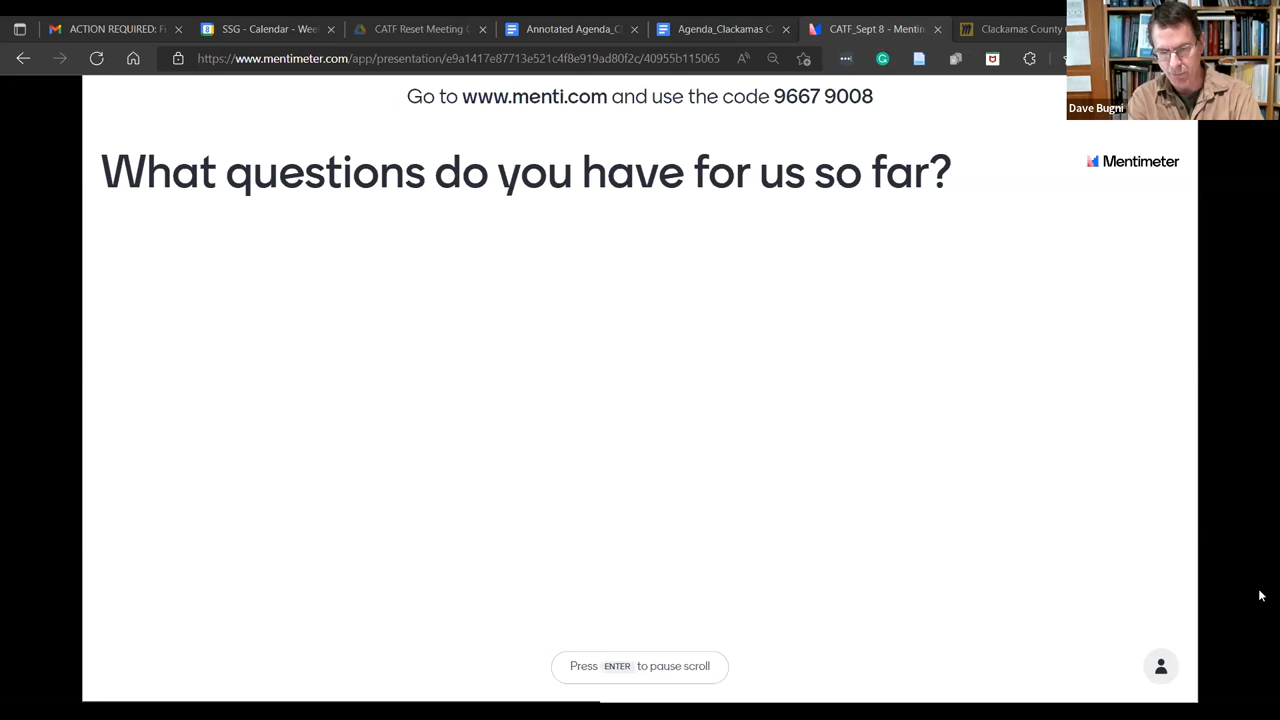 ACTION REQUIRED: F
SSG - Calendar - Wee
CATF Reset Meeting
Annotated Agenda_C
Agenda_Clackamas C
CATF_Sept 8 - Mentim
Clackamas County
https://www.mentimeter.com/app/presentation/e9a1417e87713e521c4f8e919ad80f2c/40955b115065
Dave Bugni
Go to www.menti.com and use the code 9667 9008
What questions do you have for us so far?
Mentimeter
Press ENTER to pause scroll